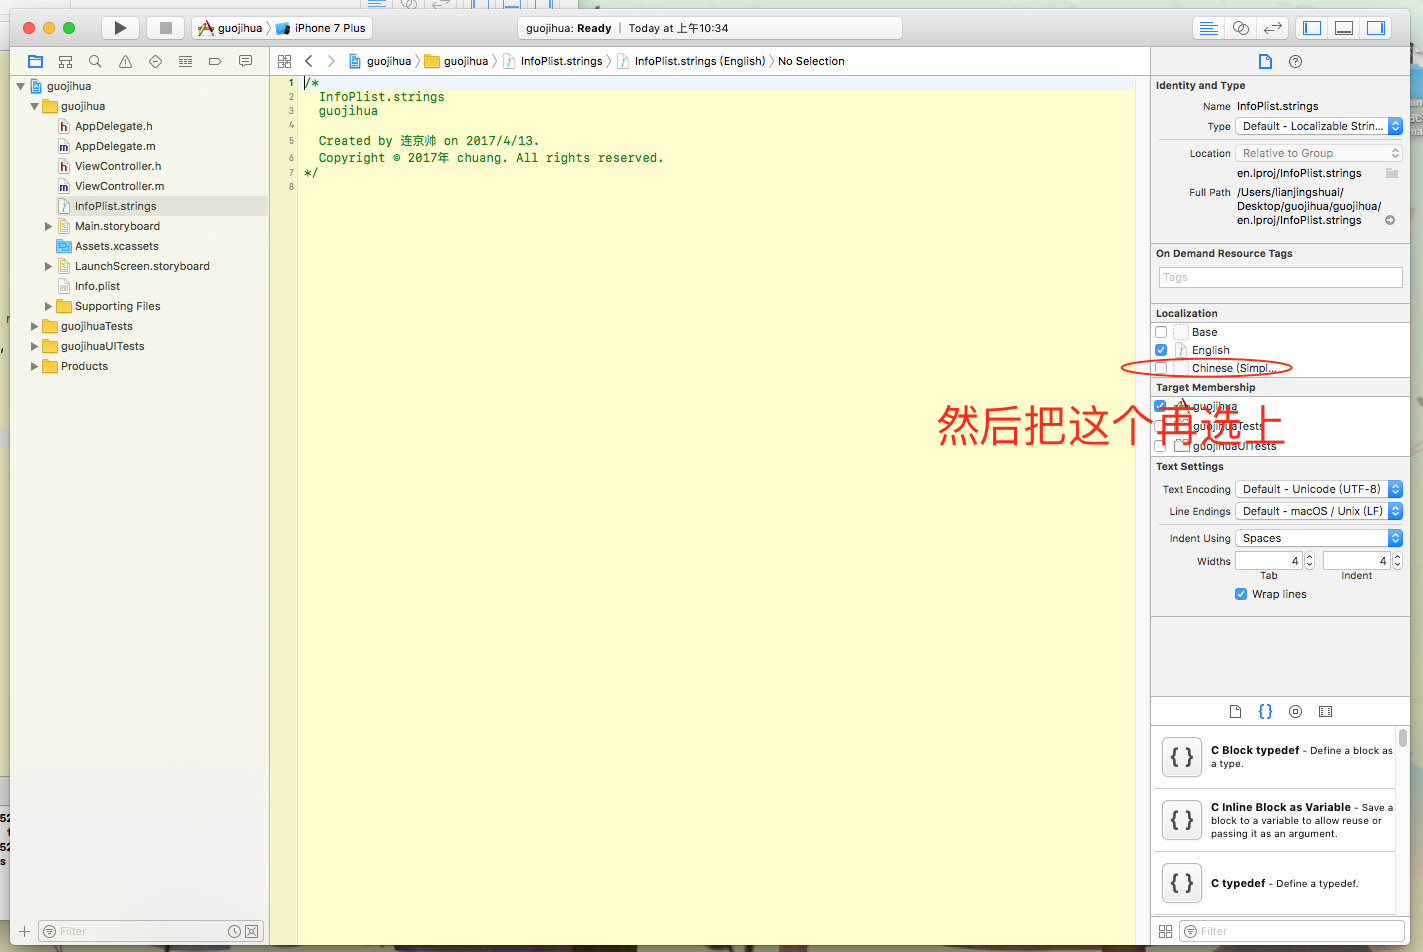 guojihua
iPhone 7 Plus
guojihua: Ready
Today at 上午10:34
guojihua
guojihua
AppDelegate.h
AppDelegate.m
ViewController.h
ViewController.m
InfoPlist.strings
Main.storyboard
Assets.xcassets
LaunchScreen.storyboard
Info.plist
Supporting Files
guojihuaTests
guojihuaUITests
Products
Filter
guojihua
guojihua
InfoPlist.strings
InfoPlist.strings (English)
No Selection
1 /*
2 InfoPlist.strings
3 guojihua
4
5 Created by 连京帅 on 2017/4/13.
6 Copyright © 2017年 chuang. All rights reserved.
7 */
8
然后把这个再选上
Identity and Type
Name InfoPlist.strings
Type Default - Localizable Strin...
Location Relative to Group
en.lproj/InfoPlist.strings
Full Path /Users/lianjingshuai/
Desktop/guojihua/guojihua/
en.lproj/InfoPlist.strings
On Demand Resource Tags
Tags
Localization
Base
English
Chinese (Simpl...
Target Membership
guojihua
guojihuaTests
guojihuaUITests
Text Settings
Text Encoding Default - Unicode (UTF-8)
Line Endings Default - macOS / Unix (LF)
Indent Using Spaces
Widths 4 4
Tab Indent
Wrap lines
{ } C Block typedef - Define a block as
a type.
{ } C Inline Block as Variable - Save a
block to a variable to allow reuse or
passing it as an argument.
{ } C typedef - Define a typedef.
Filter